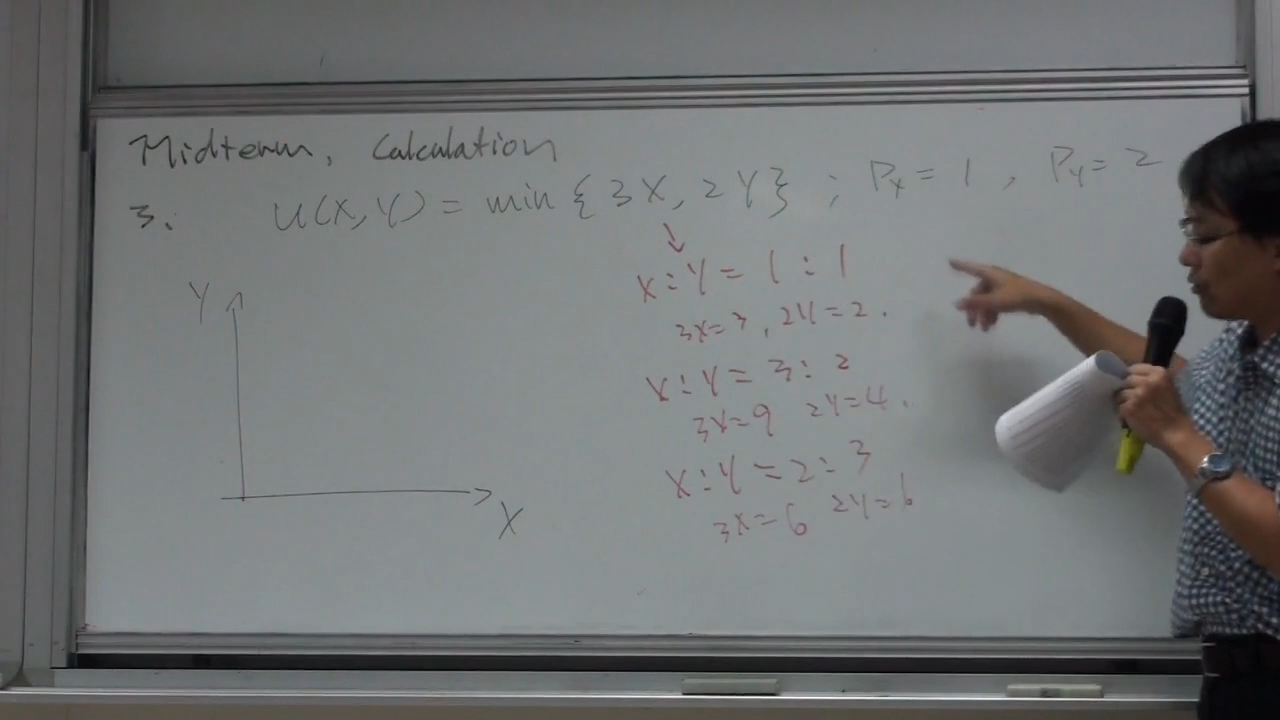 Midterm, Calculation
3. U(X,Y) = min {3X, 2Y} ; Px = 1, PY = 2
X:Y = 1:1
3X=3, 2Y=2.
X:Y = 3:2
3X=9 2Y=4.
X:Y = 2:3
3X=6 2Y=6
Y
X